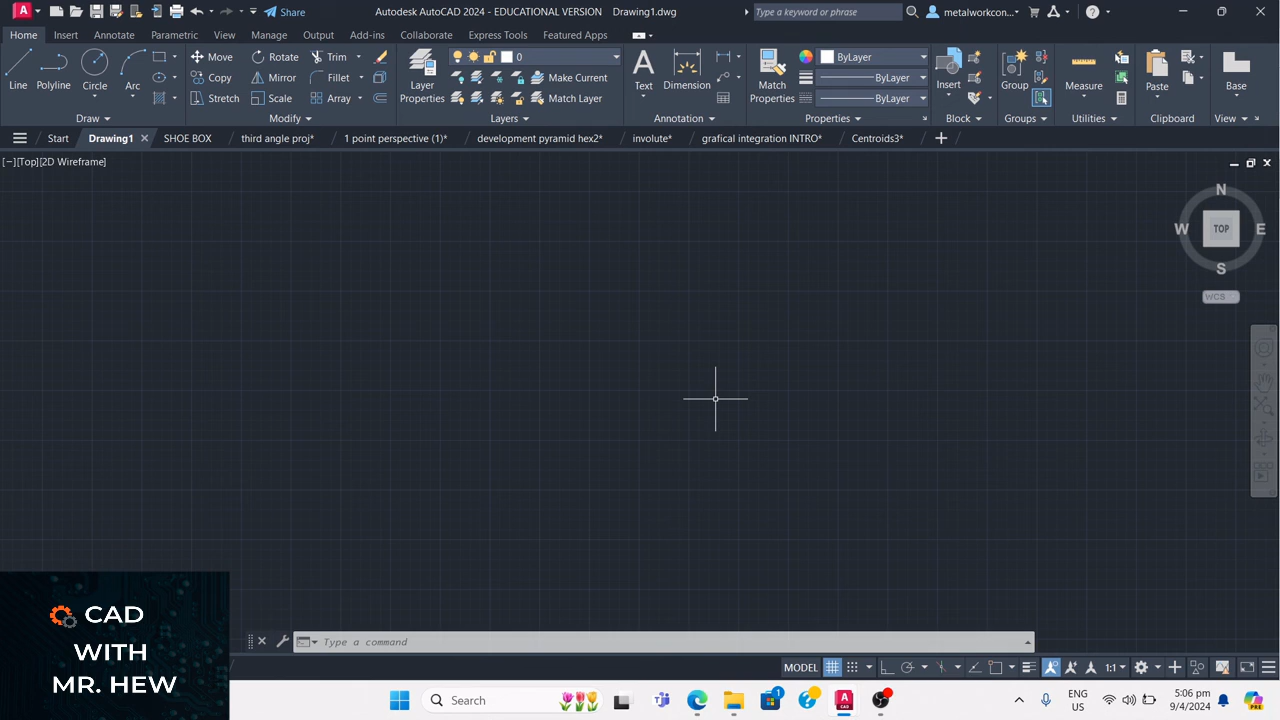 Share
Autodesk AutoCAD 2024 - EDUCATIONAL VERSION Drawing1.dwg
Type a keyword or phrase
metalworkcon...
Home Insert Annotate Parametric View Manage Output Add-ins Collaborate Express Tools Featured Apps
Line Polyline Circle Arc
Move Rotate Trim
Copy Mirror Fillet
Stretch Scale Array
Layer Properties
0
Make Current
Match Layer
Text Dimension
Match Properties
ByLayer
ByLayer
ByLayer
Insert Group Measure Paste Base
Draw Modify Layers Annotation Properties Block Groups Utilities Clipboard View
Start Drawing1 SHOE BOX third angle proj* 1 point perspective (1)* development pyramid hex2* involute* grafical integration INTRO* Centroids3*
[−][Top][2D Wireframe]
N
W TOP E
S
WCS
CAD
WITH
MR. HEW
Type a command
MODEL 1:1
Search
1
CAD
ENG
US
5:06 pm
9/4/2024
PRE